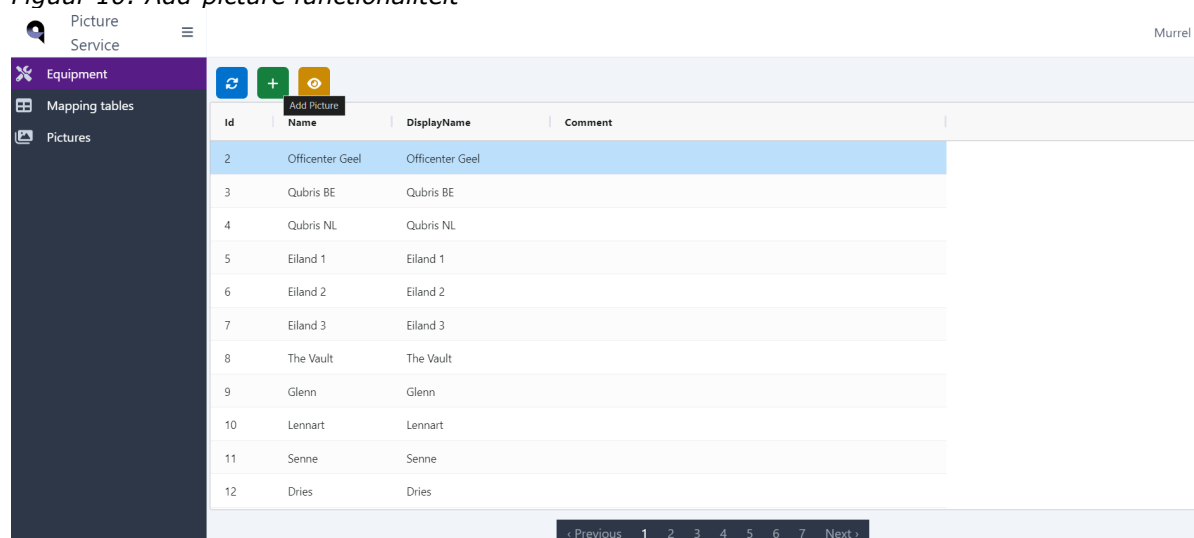 Figuur 10: Add-picture functionaliteit
Picture
Service
Murrel
Equipment
Mapping tables
Pictures
Add Picture
Id Name DisplayName Comment
2 Officenter Geel Officenter Geel
3 Qubris BE Qubris BE
4 Qubris NL Qubris NL
5 Eiland 1 Eiland 1
6 Eiland 2 Eiland 2
7 Eiland 3 Eiland 3
8 The Vault The Vault
9 Glenn Glenn
10 Lennart Lennart
11 Senne Senne
12 Dries Dries
‹ Previous 1 2 3 4 5 6 7 Next ›